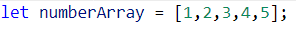 let numberArray = [1,2,3,4,5];